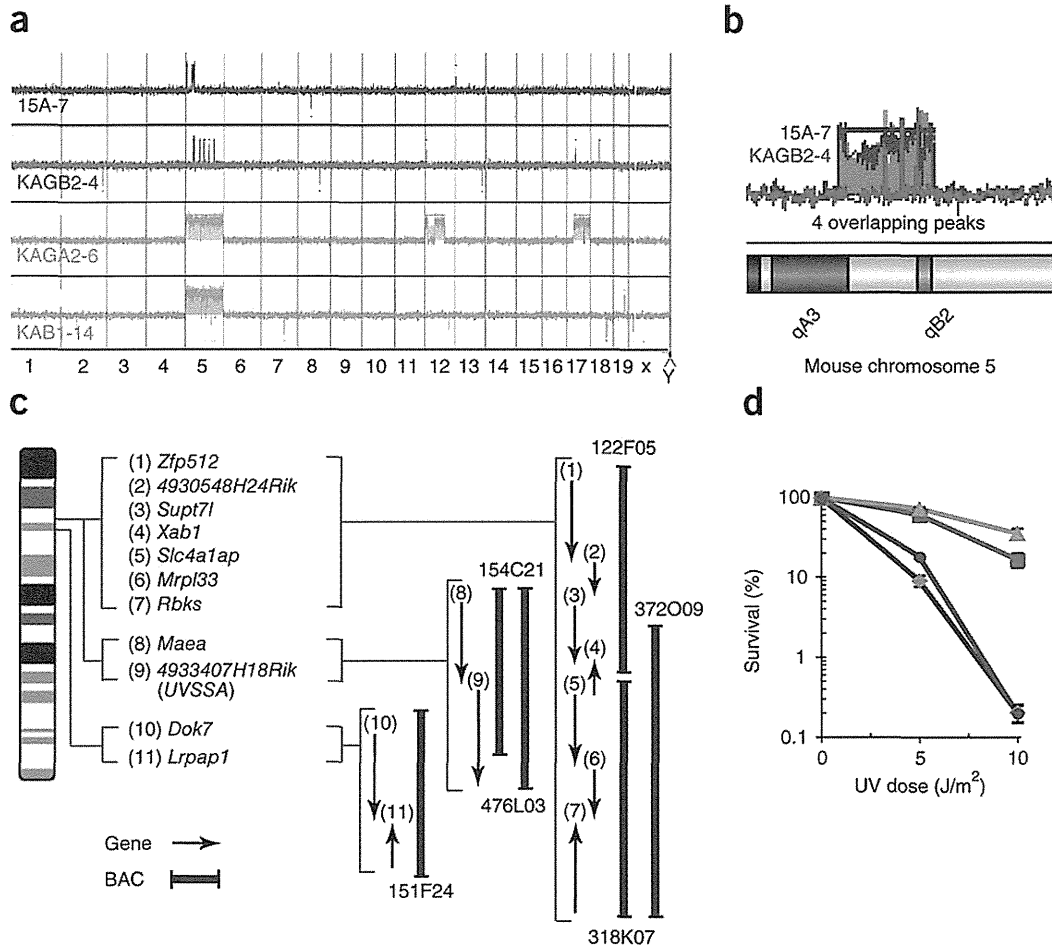 a
15A-7
KAGB2-4
KAGA2-6
KAB1-14
1 2 3 4 5 6 7 8 9 10 11 12 13 14 15 16 17 18 19 x Y
b
15A-7
KAGB2-4
4 overlapping peaks
qA3
qB2
Mouse chromosome 5
c
(1) Zfp512
(2) 4930548H24Rik
(3) Supt7l
(4) Xab1
(5) Slc4a1ap
(6) Mrpl33
(7) Rbks
(8) Maea
(9) 4933407H18Rik
(UVSSA)
(10) Dok7
(11) Lrpap1
Gene
BAC
(10)
(11)
151F24
154C21
(8)
(9)
476L03
122F05
(1)
(2)
(3)
(4)
(5)
(6)
(7)
372O09
318K07
d
Survival (%)
100
10
1
0.1
0 5 10
UV dose (J/m²)